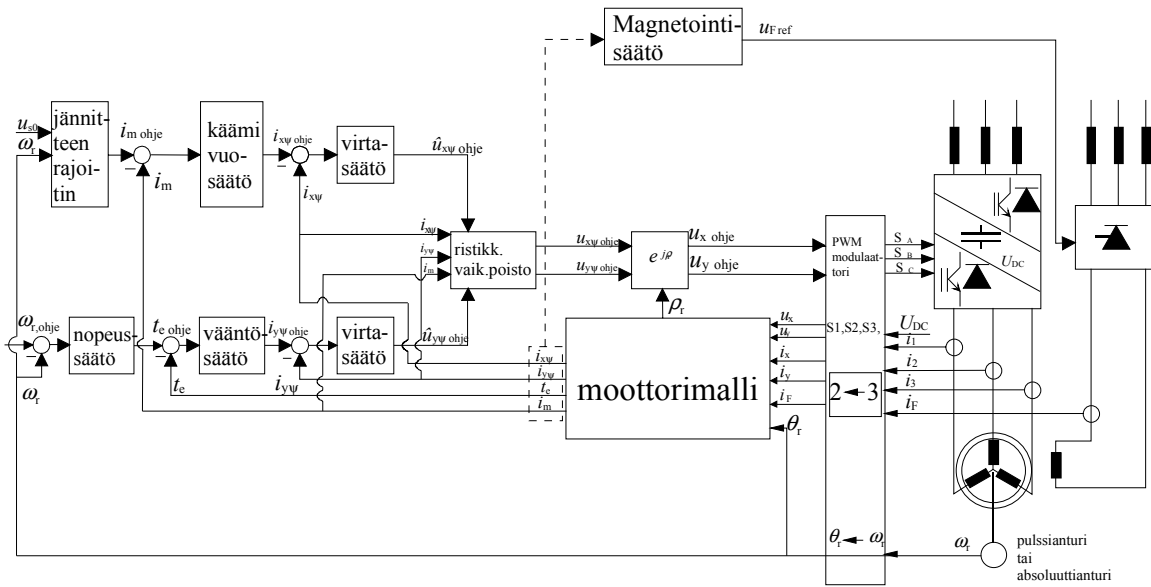 Magnetointi-
säätö
u_F ref
u_s0
ω_r
jännit-
teen
rajoi-
tin
i_m ohje
−
i_m
käämi
vuo-
säätö
i_xψ ohje
−
i_xψ
virta-
säätö
û_xψ ohje
i_xψ
i_yψ
i_m
ristikk.
vaik.poisto
u_xψ ohje
u_yψ ohje
e^jρ
u_x ohje
u_y ohje
ρ_r
PWM
modulaat-
tori
S_A
S_B
S_C
U_DC
ω_r,ohje
−
ω_r
nopeus-
säätö
t_e ohje
−
t_e
vääntö-
säätö
i_yψ ohje
−
i_yψ
virta-
säätö
û_yψ ohje
i_xψ
i_yψ
t_e
i_m
moottorimalli
θ_r
u_x
u_y
i_x
i_y
i_F
S1,S2,S3,
2 3
U_DC
i_1
i_2
i_3
i_F
θ_r ω_r
ω_r
pulssianturi
tai
absoluuttianturi